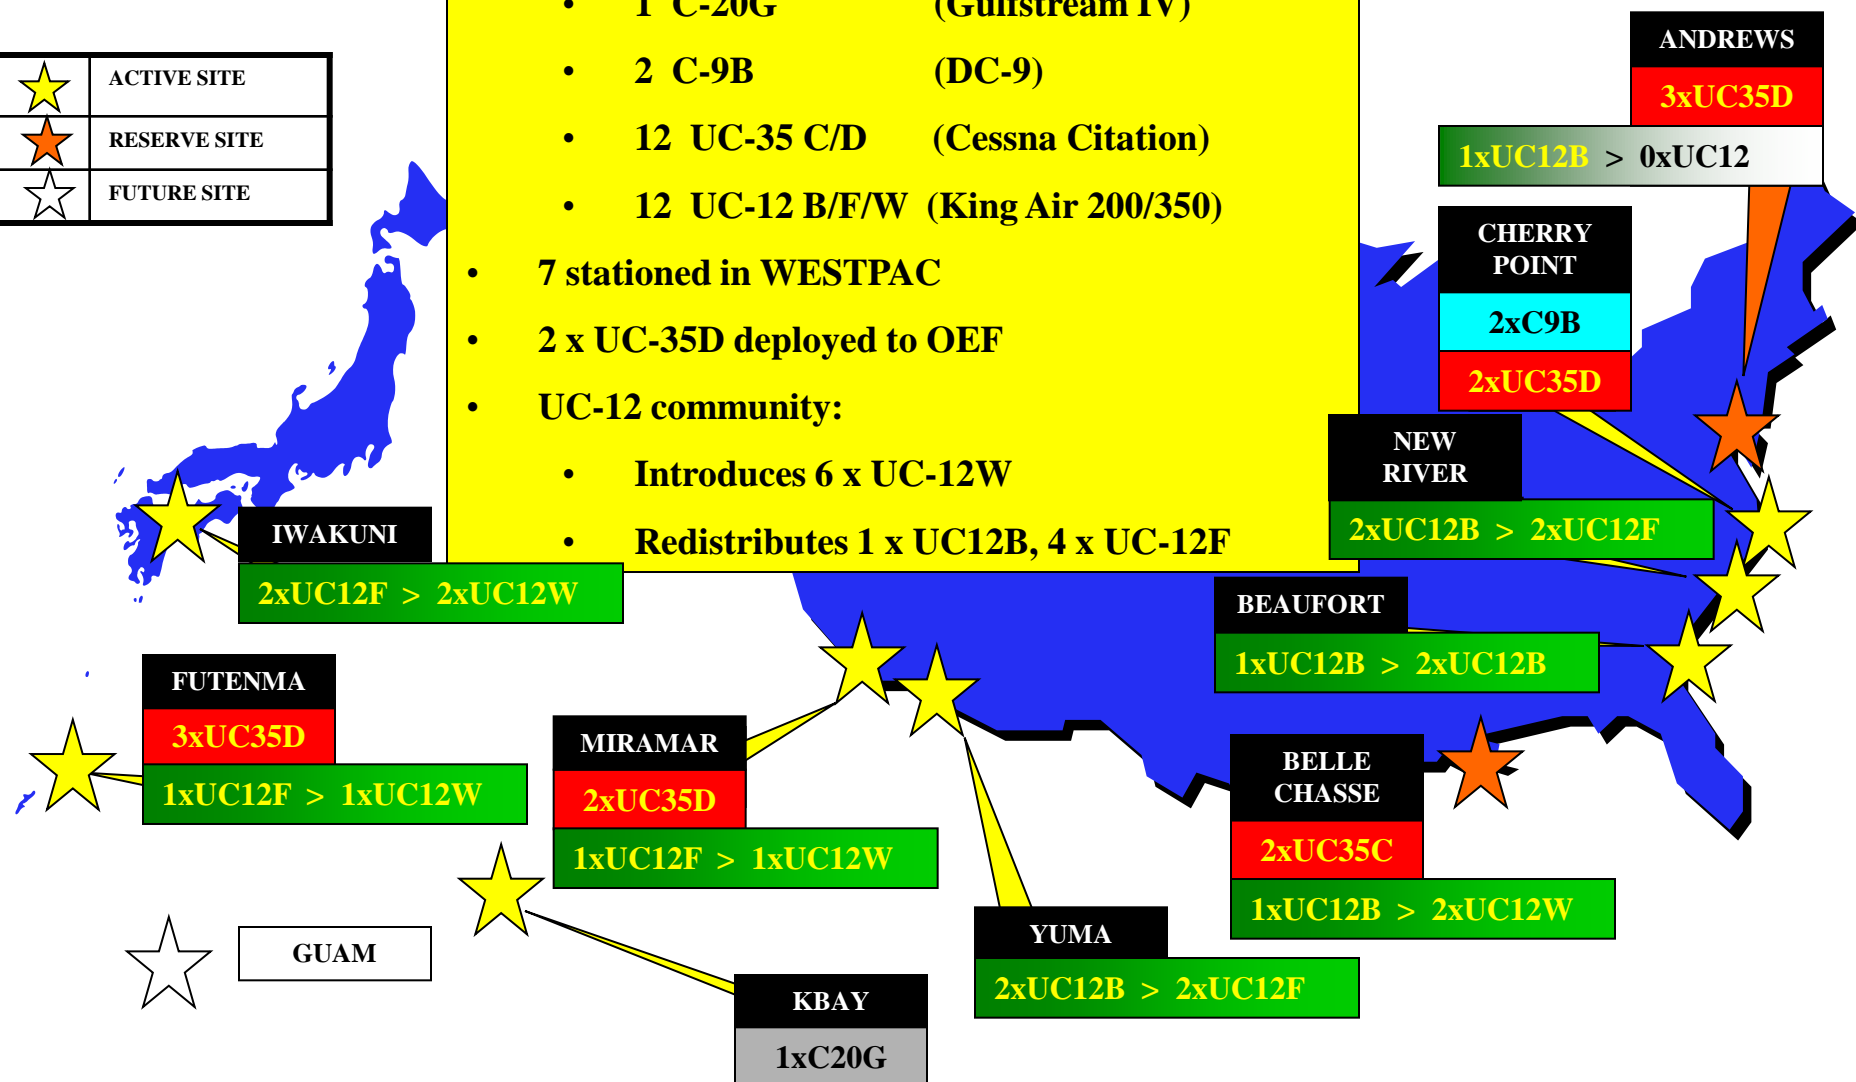 • 1 C-20G (Gulfstream IV)
• 2 C-9B (DC-9)
• 12 UC-35 C/D (Cessna Citation)
• 12 UC-12 B/F/W (King Air 200/350)
• 7 stationed in WESTPAC
• 2 x UC-35D deployed to OEF
• UC-12 community:
• Introduces 6 x UC-12W
• Redistributes 1 x UC12B, 4 x UC-12F
ACTIVE SITE
RESERVE SITE
FUTURE SITE
ANDREWS
3xUC35D
1xUC12B > 0xUC12
CHERRY
POINT
2xC9B
2xUC35D
NEW
RIVER
2xUC12B > 2xUC12F
IWAKUNI
2xUC12F > 2xUC12W
BEAUFORT
1xUC12B > 2xUC12B
FUTENMA
3xUC35D
1xUC12F > 1xUC12W
MIRAMAR
2xUC35D
1xUC12F > 1xUC12W
BELLE
CHASSE
2xUC35C
1xUC12B > 2xUC12W
YUMA
2xUC12B > 2xUC12F
GUAM
KBAY
1xC20G